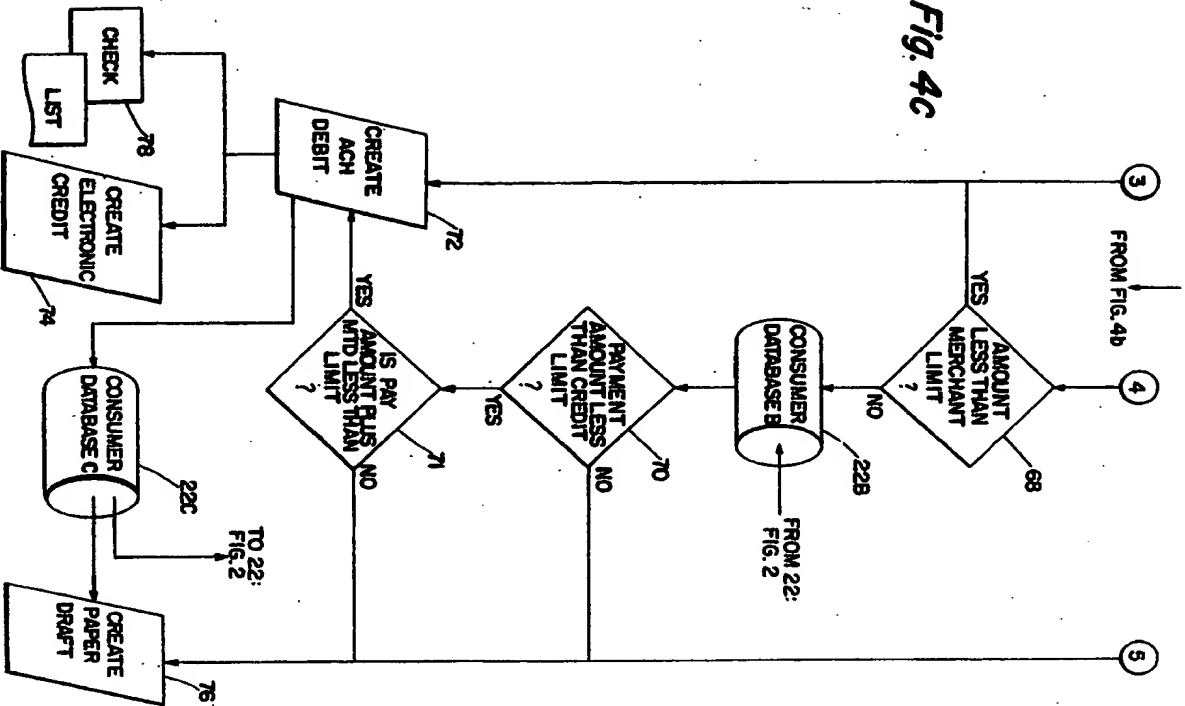 Fig. 4c
FROM FIG. 4b
3
4
5
AMOUNT
LESS THAN
MERCHANT
LIMIT
?
68
YES
NO
CONSUMER
DATABASE B
22B
FROM 22:
FIG. 2
PAYMENT
AMOUNT LESS
THAN CREDIT
LIMIT
?
70
NO
YES
IS PAY
AMOUNT PLUS
MTD LESS THAN
LIMIT
?
71
YES
NO
CREATE
ACH
DEBIT
72
CHECK
LIST
78
CREATE
ELECTRONIC
CREDIT
74
CONSUMER
DATABASE C
22C
TO 22:
FIG. 2
CREATE
PAPER
DRAFT
76